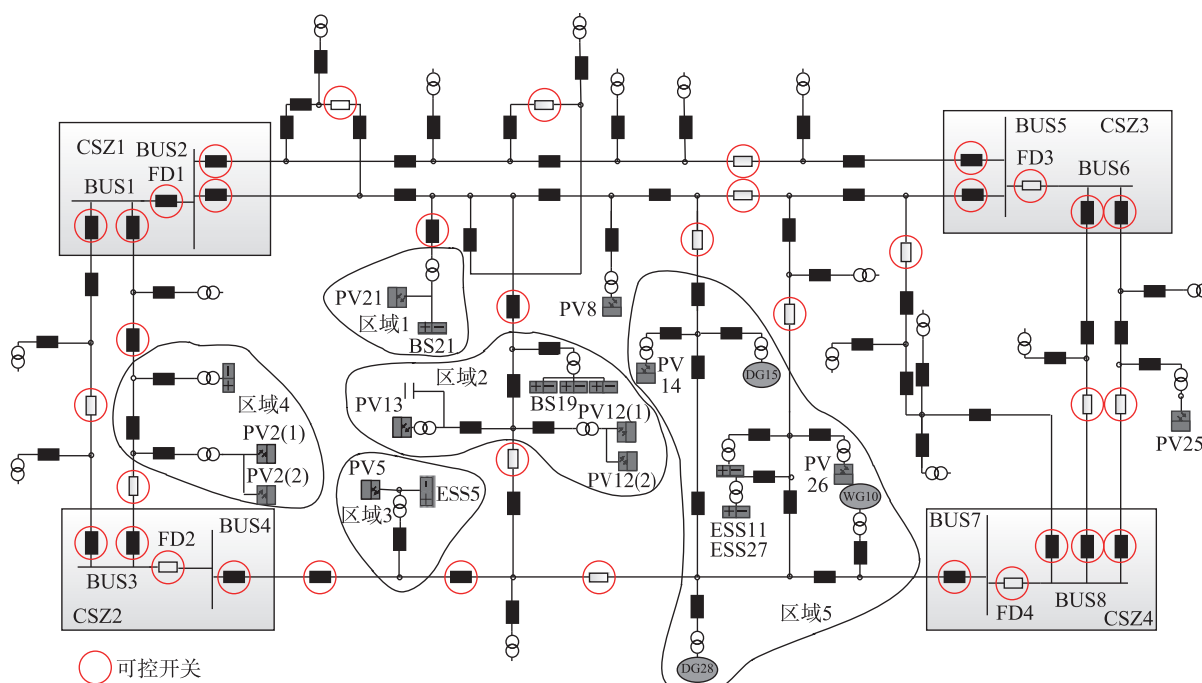 CSZ1
BUS2
FD1
BUS1
BUS5
CSZ3
FD3
BUS6
PV21
区域1
BS21
PV8
区域2
PV13
BS19
PV12(1)
PV12(2)
PV
14
DG15
区域4
PV2(1)
PV2(2)
PV5
区域3
ESS5
PV
26
WG10
ESS11
ESS27
PV25
BUS4
FD2
BUS3
CSZ2
BUS7
FD4
BUS8
CSZ4
区域5
DG28
可控开关